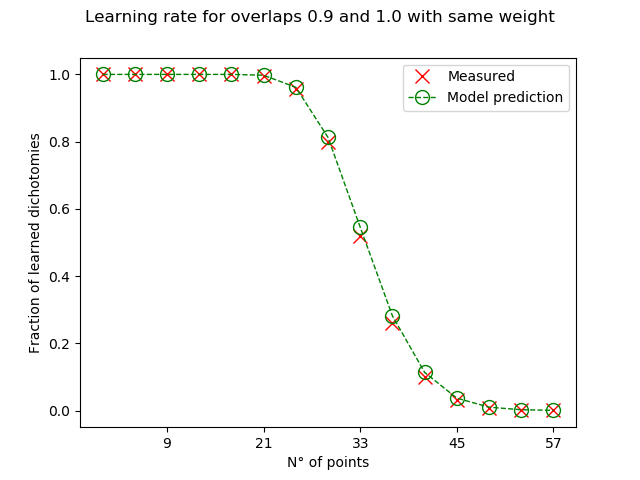 Learning rate for overlaps 0.9 and 1.0 with same weight
Measured
Model prediction
Fraction of learned dichotomies
1.0
0.8
0.6
0.4
0.2
0.0
9
21
33
45
57
N° of points